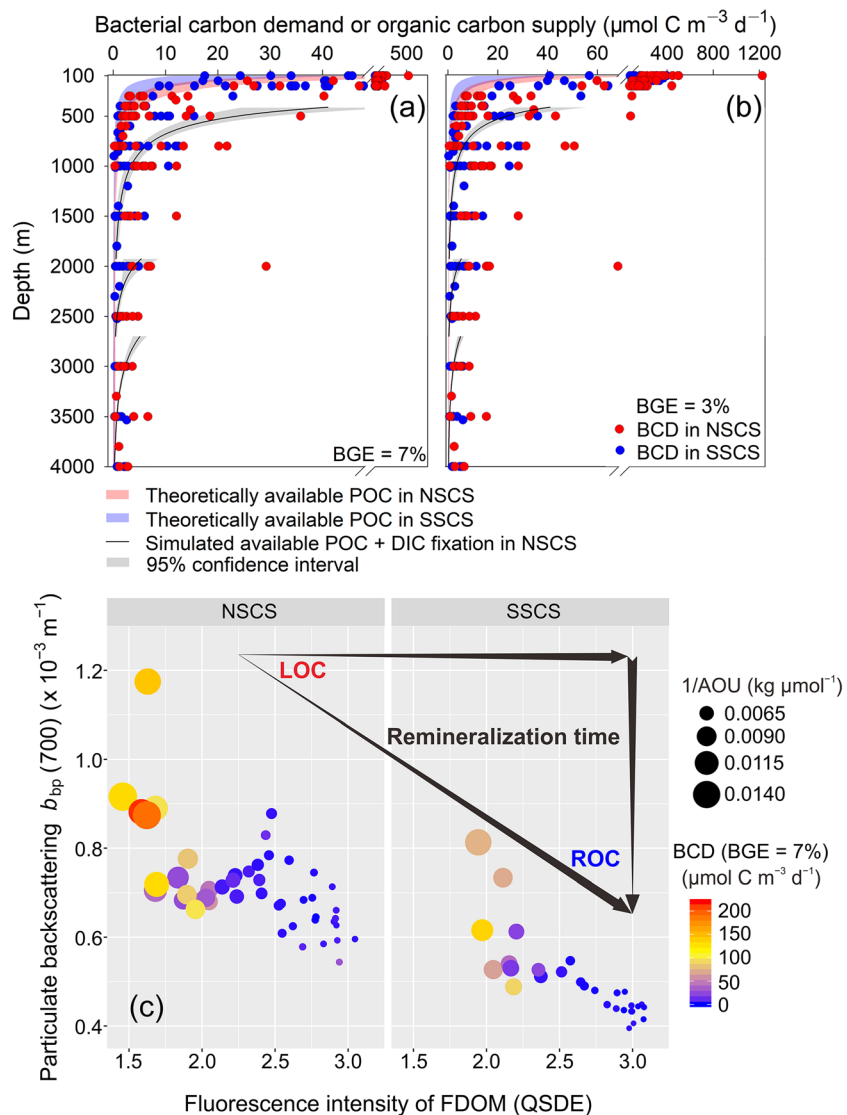 Bacterial carbon demand or organic carbon supply (µmol C m⁻³ d⁻¹)
0 10 20 30 40 500
0 20 40 60 400 800 1200
Depth (m)
100
500
1000
1500
2000
2500
3000
3500
4000
(a)
BGE = 7%
(b)
BGE = 3%
BCD in NSCS
BCD in SSCS
Theoretically available POC in NSCS
Theoretically available POC in SSCS
Simulated available POC + DIC fixation in NSCS
95% confidence interval
NSCS SSCS
Particulate backscattering b_bp (700) (x 10⁻³ m⁻¹)
1.2
1.0
0.8
0.6
0.4
LOC
Remineralization time
ROC
(c)
1.5 2.0 2.5 3.0 1.5 2.0 2.5 3.0
Fluorescence intensity of FDOM (QSDE)
1/AOU (kg µmol⁻¹)
0.0065
0.0090
0.0115
0.0140
BCD (BGE = 7%)
(µmol C m⁻³ d⁻¹)
200
150
100
50
0